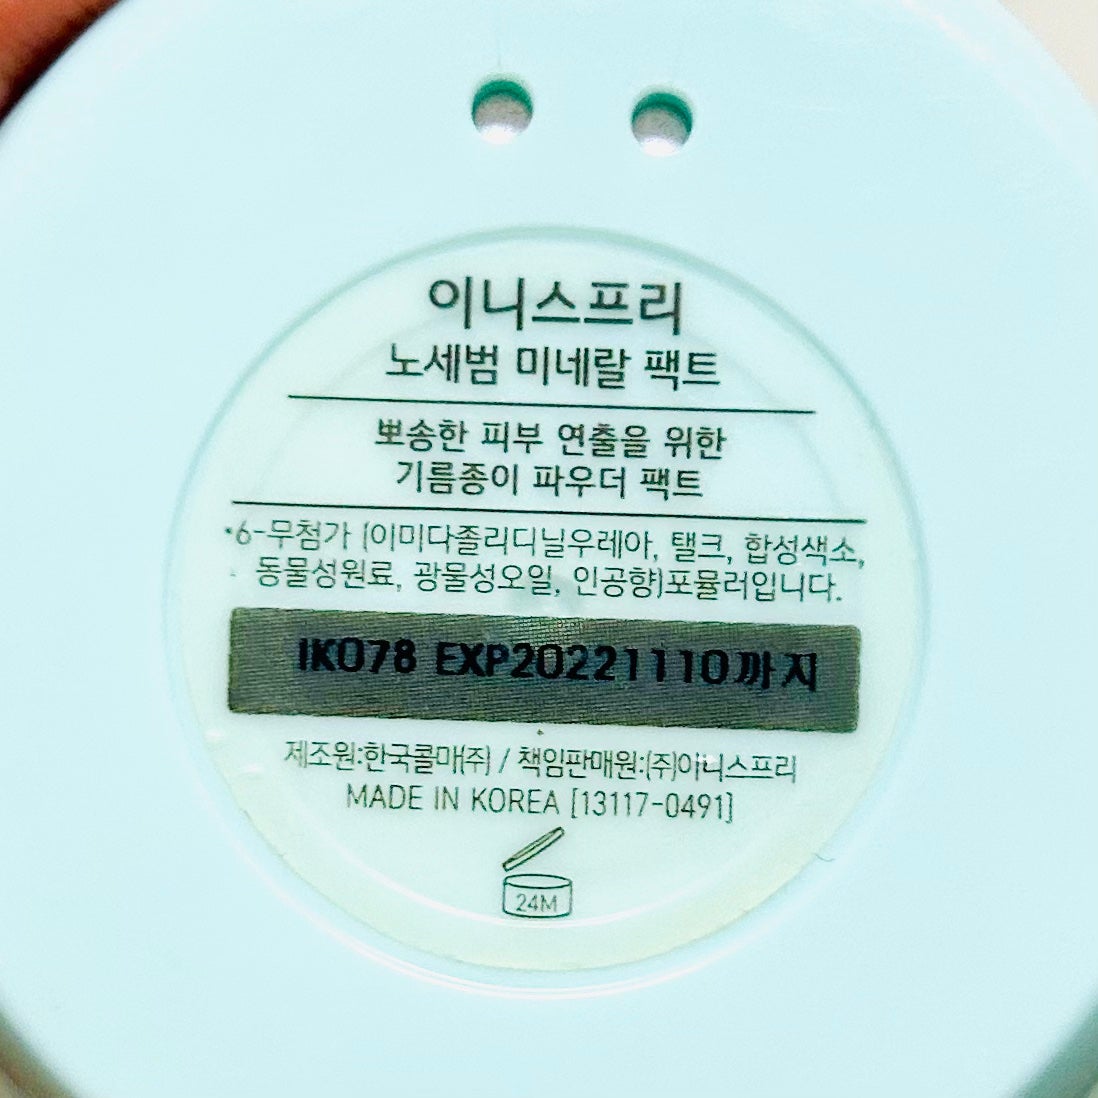 이니스프리
노세범 미네랄 팩트
뽀송한 피부 연출을 위한
기름종이 파우더 팩트
*6-무첨가 (이미다졸리디닐우레아, 탤크, 합성색소,
동물성원료, 광물성오일, 인공향)포뮬러입니다.
IK078 EXP20221110까지
제조원:한국콜마(주) / 책임판매원:(주)이니스프리
MADE IN KOREA [13117-0491]
24M